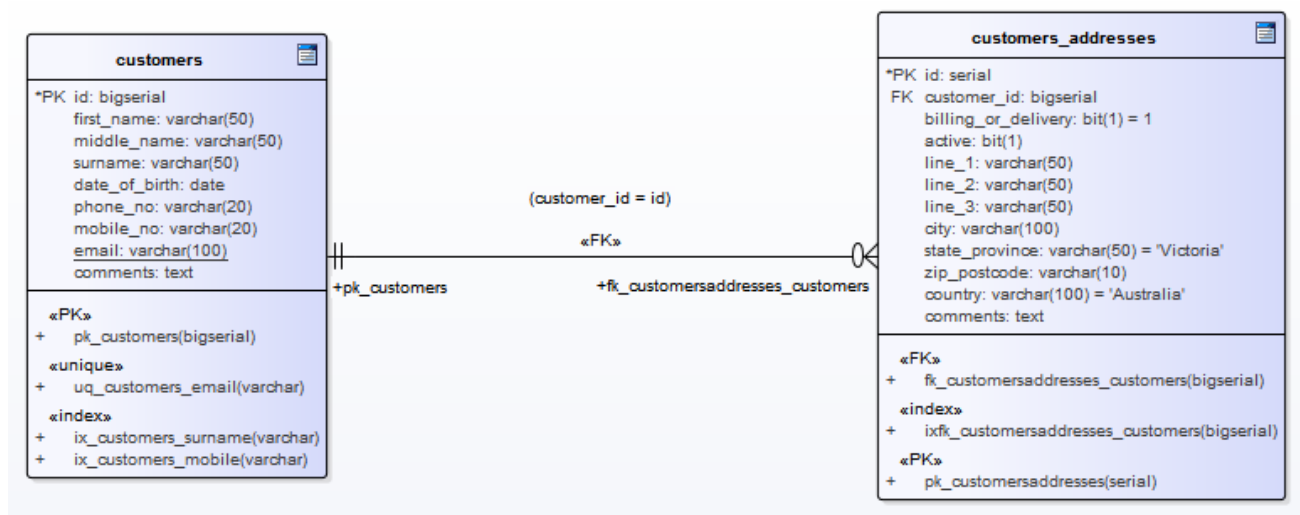 customers
*PK id: bigserial
first_name: varchar(50)
middle_name: varchar(50)
surname: varchar(50)
date_of_birth: date
phone_no: varchar(20)
mobile_no: varchar(20)
email: varchar(100)
comments: text
«PK»
+ pk_customers(bigserial)
«unique»
+ uq_customers_email(varchar)
«index»
+ ix_customers_surname(varchar)
+ ix_customers_mobile(varchar)
(customer_id = id)
«FK»
+pk_customers
+fk_customersaddresses_customers
customers_addresses
*PK id: serial
FK customer_id: bigserial
billing_or_delivery: bit(1) = 1
active: bit(1)
line_1: varchar(50)
line_2: varchar(50)
line_3: varchar(50)
city: varchar(100)
state_province: varchar(50) = 'Victoria'
zip_postcode: varchar(10)
country: varchar(100) = 'Australia'
comments: text
«FK»
+ fk_customersaddresses_customers(bigserial)
«index»
+ ixfk_customersaddresses_customers(bigserial)
«PK»
+ pk_customersaddresses(serial)